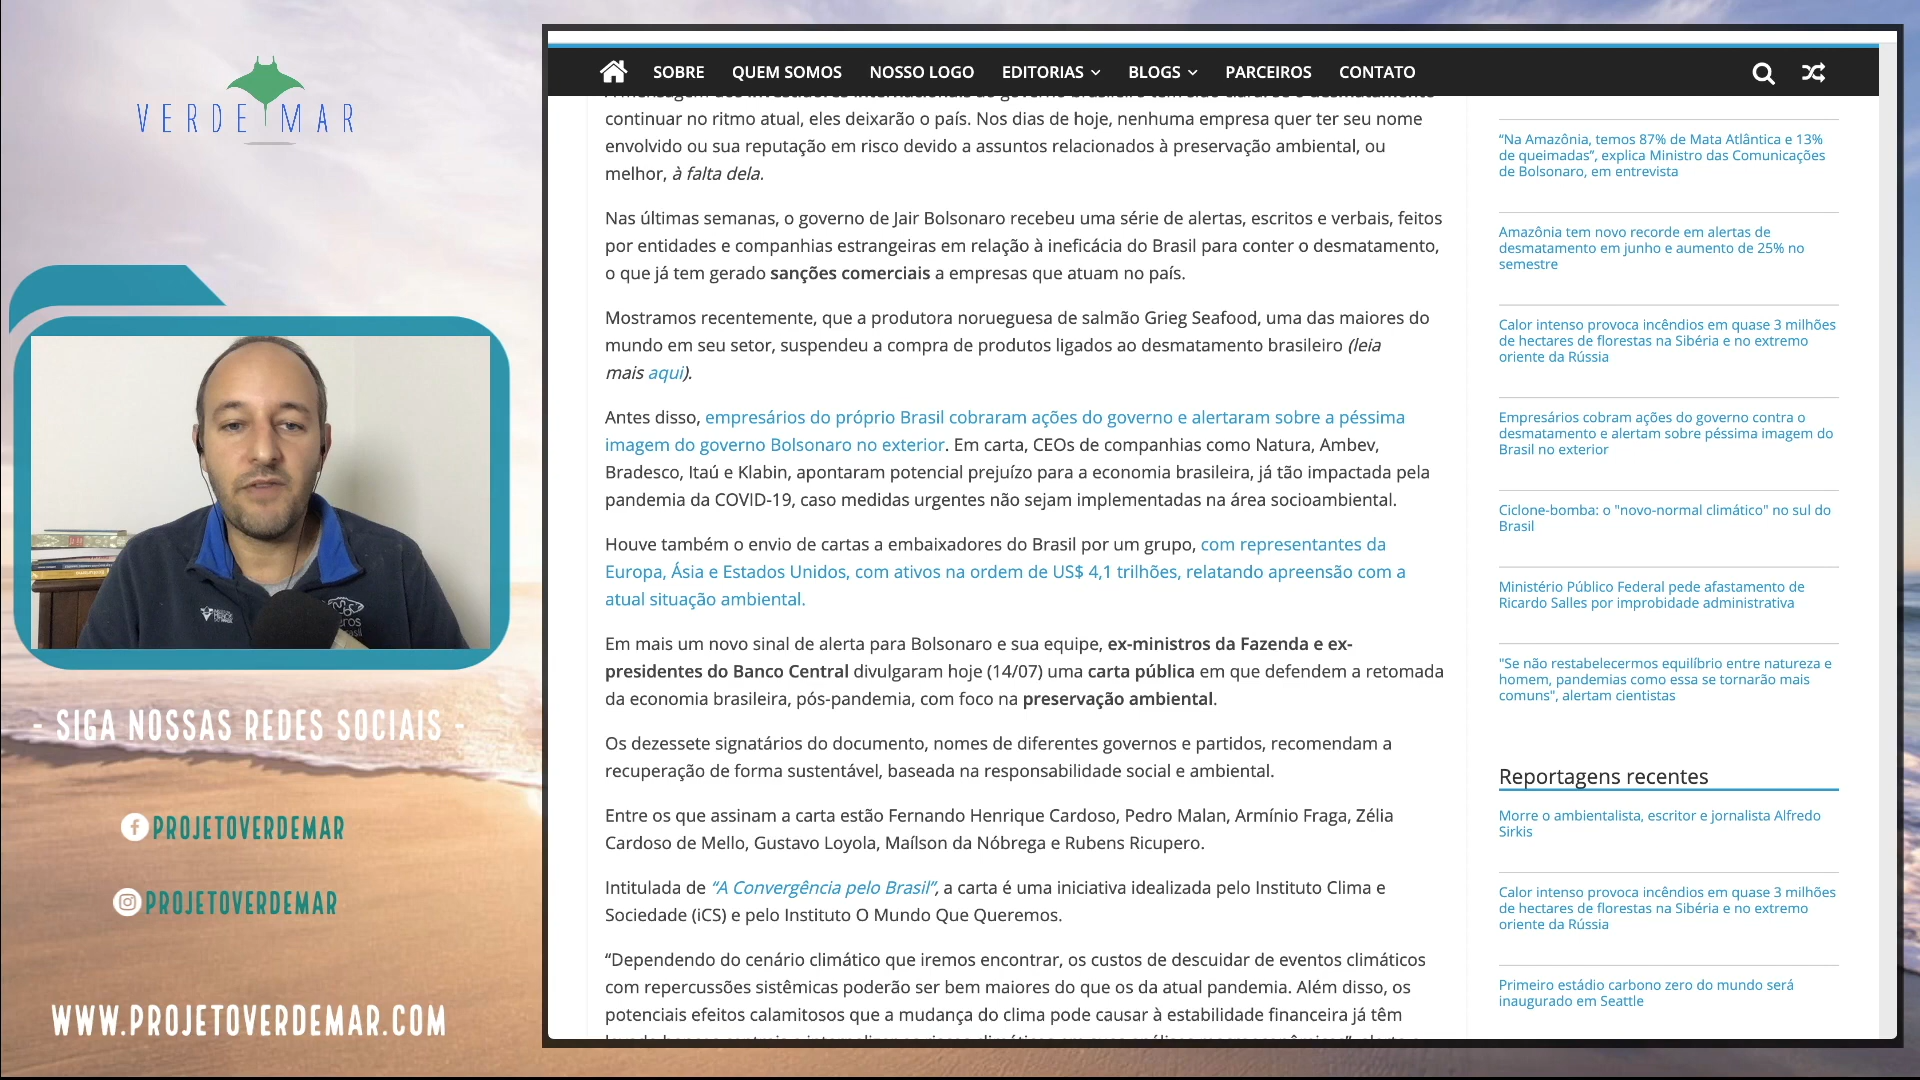 VERDE MAR
- SIGA NOSSAS REDES SOCIAIS -
PROJETOVERDEMAR
PROJETOVERDEMAR
WWW.PROJETOVERDEMAR.COM
SOBRE QUEM SOMOS NOSSO LOGO EDITORIAS BLOGS PARCEIROS CONTATO
continuar no ritmo atual, eles deixarão o país. Nos dias de hoje, nenhuma empresa quer ter seu nome
envolvido ou sua reputação em risco devido a assuntos relacionados à preservação ambiental, ou
melhor, à falta dela.
Nas últimas semanas, o governo de Jair Bolsonaro recebeu uma série de alertas, escritos e verbais, feitos
por entidades e companhias estrangeiras em relação à ineficácia do Brasil para conter o desmatamento,
o que já tem gerado sanções comerciais a empresas que atuam no país.
Mostramos recentemente, que a produtora norueguesa de salmão Grieg Seafood, uma das maiores do
mundo em seu setor, suspendeu a compra de produtos ligados ao desmatamento brasileiro (leia
mais aqui).
Antes disso, empresários do próprio Brasil cobraram ações do governo e alertaram sobre a péssima
imagem do governo Bolsonaro no exterior. Em carta, CEOs de companhias como Natura, Ambev,
Bradesco, Itaú e Klabin, apontaram potencial prejuízo para a economia brasileira, já tão impactada pela
pandemia da COVID-19, caso medidas urgentes não sejam implementadas na área socioambiental.
Houve também o envio de cartas a embaixadores do Brasil por um grupo, com representantes da
Europa, Ásia e Estados Unidos, com ativos na ordem de US$ 4,1 trilhões, relatando apreensão com a
atual situação ambiental.
Em mais um novo sinal de alerta para Bolsonaro e sua equipe, ex-ministros da Fazenda e ex-
presidentes do Banco Central divulgaram hoje (14/07) uma carta pública em que defendem a retomada
da economia brasileira, pós-pandemia, com foco na preservação ambiental.
Os dezessete signatários do documento, nomes de diferentes governos e partidos, recomendam a
recuperação de forma sustentável, baseada na responsabilidade social e ambiental.
Entre os que assinam a carta estão Fernando Henrique Cardoso, Pedro Malan, Armínio Fraga, Zélia
Cardoso de Mello, Gustavo Loyola, Maílson da Nóbrega e Rubens Ricupero.
Intitulada de “A Convergência pelo Brasil”, a carta é uma iniciativa idealizada pelo Instituto Clima e
Sociedade (iCS) e pelo Instituto O Mundo Que Queremos.
“Dependendo do cenário climático que iremos encontrar, os custos de descuidar de eventos climáticos
com repercussões sistêmicas poderão ser bem maiores do que os da atual pandemia. Além disso, os
potenciais efeitos calamitosos que a mudança do clima pode causar à estabilidade financeira já têm
“Na Amazônia, temos 87% de Mata Atlântica e 13%
de queimadas”, explica Ministro das Comunicações
de Bolsonaro, em entrevista
Amazônia tem novo recorde em alertas de
desmatamento em junho e aumento de 25% no
semestre
Calor intenso provoca incêndios em quase 3 milhões
de hectares de florestas na Sibéria e no extremo
oriente da Rússia
Empresários cobram ações do governo contra o
desmatamento e alertam sobre péssima imagem do
Brasil no exterior
Ciclone-bomba: o "novo-normal climático" no sul do
Brasil
Ministério Público Federal pede afastamento de
Ricardo Salles por improbidade administrativa
"Se não restabelecermos equilíbrio entre natureza e
homem, pandemias como essa se tornarão mais
comuns", alertam cientistas
Reportagens recentes
Morre o ambientalista, escritor e jornalista Alfredo
Sirkis
Calor intenso provoca incêndios em quase 3 milhões
de hectares de florestas na Sibéria e no extremo
oriente da Rússia
Primeiro estádio carbono zero do mundo será
inaugurado em Seattle